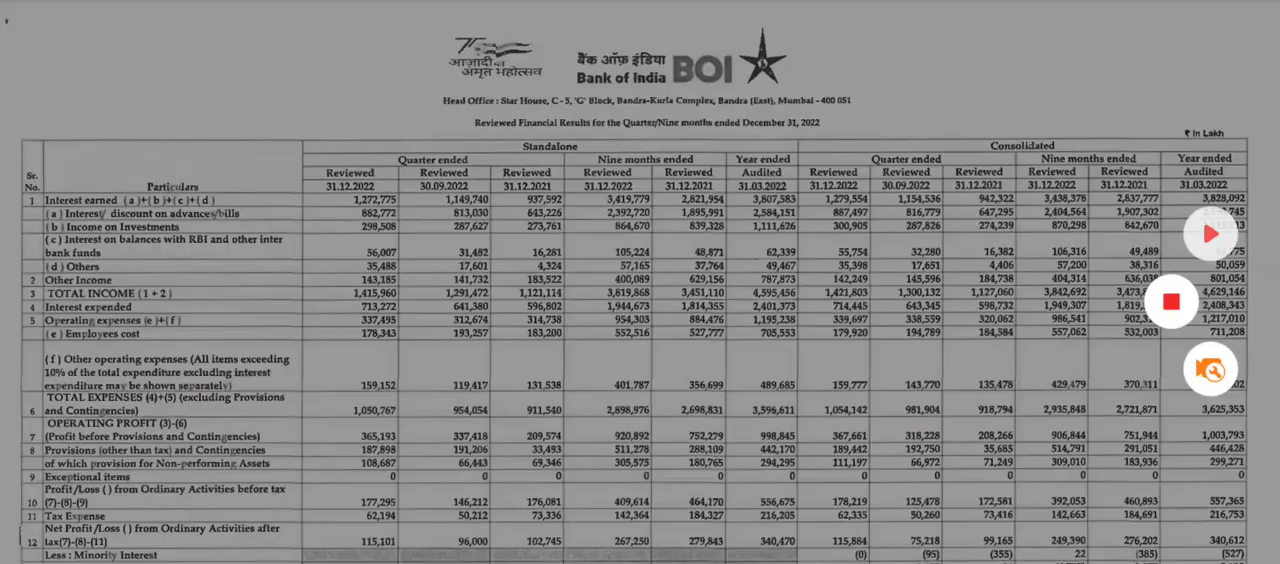 आज़ादी का
अमृत महोत्सव
बैंक ऑफ़ इंडिया
Bank of India BOI
Head Office : Star House, C - 5, 'G' Block, Bandra-Kurla Complex, Bandra (East), Mumbai - 400 051
Reviewed Financial Results for the Quarter/Nine months ended December 31, 2022
₹ In Lakh
Standalone Consolidated
Quarter ended Nine months ended Year ended Quarter ended Nine months ended Year ended
Sr. Reviewed Reviewed Reviewed Reviewed Reviewed Audited Reviewed Reviewed Reviewed Reviewed Reviewed Audited
No. Particulars 31.12.2022 30.09.2022 31.12.2021 31.12.2022 31.12.2021 31.03.2022 31.12.2022 30.09.2022 31.12.2021 31.12.2022 31.12.2021 31.03.2022
1 Interest earned (a)+(b)+(c)+(d) 1,272,775 1,149,740 937,592 3,419,779 2,821,954 3,807,583 1,279,554 1,154,536 942,322 3,438,378 2,837,777 3,828,092
(a) Interest/ discount on advances/bills 882,772 813,030 643,226 2,392,720 1,895,991 2,584,151 887,497 816,779 647,295 2,404,564 1,907,302
(b) Income on Investments 298,508 287,627 273,761 864,670 839,328 1,111,626 300,905 287,826 274,239 870,298 842,670
(c) Interest on balances with RBI and other inter
bank funds 56,007 31,482 16,281 105,224 48,871 62,339 55,754 32,280 16,382 106,316 49,489
(d) Others 35,488 17,601 4,324 57,165 37,764 49,467 35,398 17,651 4,406 57,200 38,316 50,059
2 Other Income 143,185 141,732 183,522 400,089 629,156 787,873 142,249 145,596 184,738 404,314 801,054
3 TOTAL INCOME (1 + 2) 1,415,960 1,291,472 1,121,114 3,819,868 3,451,110 4,595,456 1,421,803 1,300,132 1,127,060 3,842,692 4,629,146
4 Interest expended 713,272 641,380 596,802 1,944,673 1,814,355 2,401,373 714,445 643,345 598,732 1,949,307 2,408,343
5 Operating expenses (e)+(f) 337,495 312,674 314,738 954,303 884,476 1,195,238 339,697 338,559 320,062 986,541 1,217,010
(e) Employees cost 178,343 193,257 183,200 552,516 527,777 705,553 179,920 194,789 184,584 557,062 532,003 711,208
(f) Other operating expenses (All items exceeding
10% of the total expenditure excluding interest
expenditure may be shown separately) 159,152 119,417 131,538 401,787 356,699 489,685 159,777 143,770 135,478 429,479 370,311
TOTAL EXPENSES (4)+(5) (excluding Provisions
6 and Contingencies) 1,050,767 954,054 911,540 2,898,976 2,698,831 3,596,611 1,054,142 981,904 918,794 2,935,848 2,721,871 3,625,353
OPERATING PROFIT (3)-(6)
7 (Profit before Provisions and Contingencies) 365,193 337,418 209,574 920,892 752,279 998,845 367,661 318,228 208,266 906,844 751,944 1,003,793
8 Provisions (other than tax) and Contingencies 187,898 191,206 33,493 511,278 288,109 442,170 189,442 192,750 35,685 514,791 291,051 446,428
of which provision for Non-performing Assets 108,687 66,443 69,346 305,575 180,765 294,295 111,197 66,972 71,249 309,010 183,936 299,271
9 Exceptional items 0 0 0 0 0 0 0 0 0 0 0 0
Profit/Loss ( ) from Ordinary Activities before tax
10 (7)-(8)-(9) 177,295 146,212 176,081 409,614 464,170 556,675 178,219 125,478 172,581 392,053 460,893 557,365
11 Tax Expense 62,194 50,212 73,336 142,364 184,327 216,205 62,335 50,260 73,416 142,663 184,691 216,753
Net Profit/Loss ( ) from Ordinary Activities after
12 tax(7)-(8)-(11) 115,101 96,000 102,745 267,250 279,843 340,470 115,884 75,218 99,165 249,390 276,202 340,612
Less : Minority Interest (0) (95) (355) 22 (385) (527)